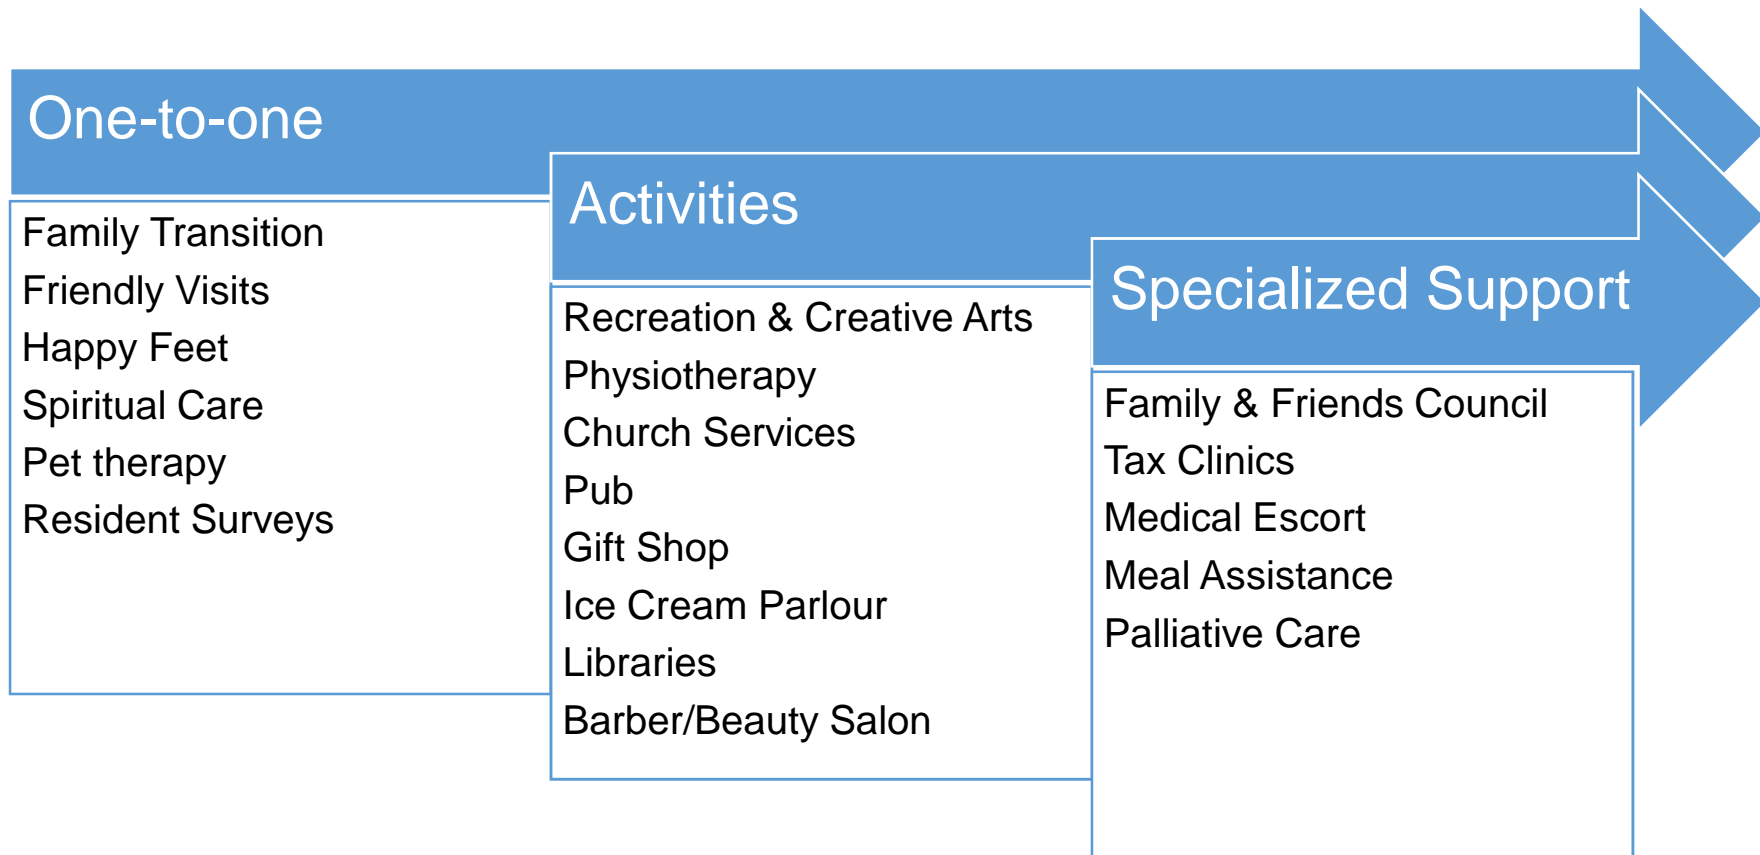 One-to-one
Family Transition
Friendly Visits
Happy Feet
Spiritual Care
Pet therapy
Resident Surveys
Activities
Recreation & Creative Arts
Physiotherapy
Church Services
Pub
Gift Shop
Ice Cream Parlour
Libraries
Barber/Beauty Salon
Specialized Support
Family & Friends Council
Tax Clinics
Medical Escort
Meal Assistance
Palliative Care